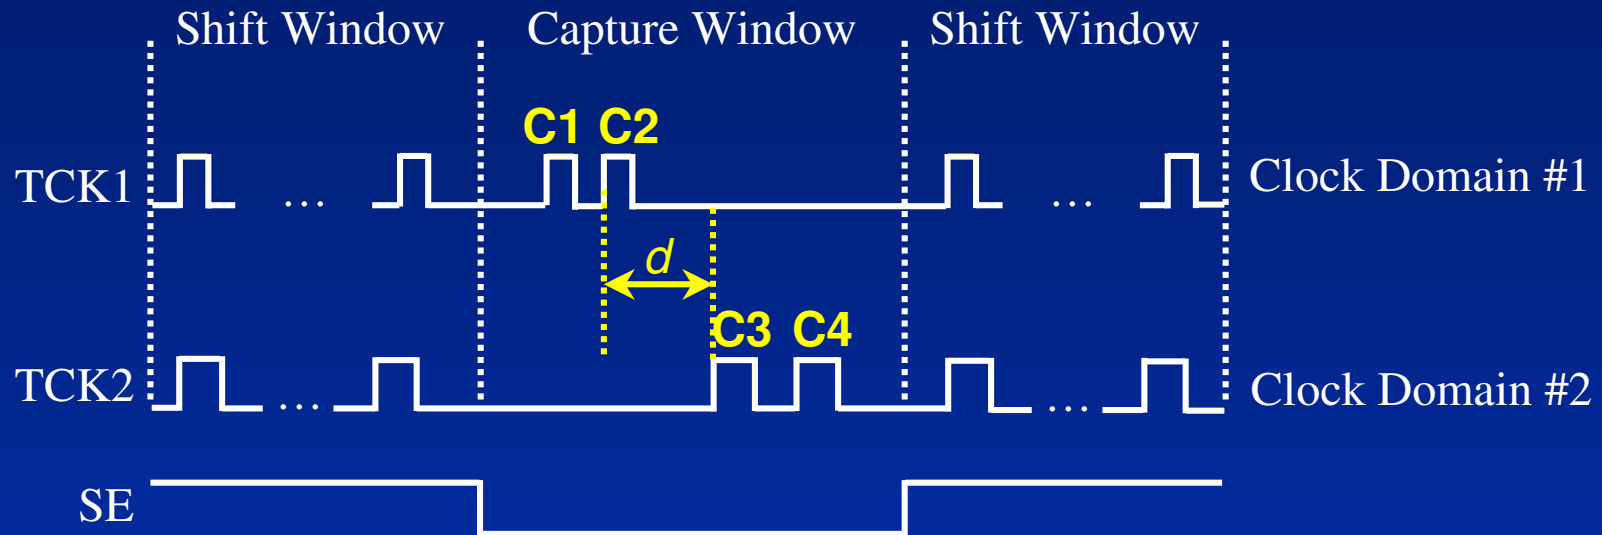 Shift Window Capture Window Shift Window
C1 C2
TCK1 ... ... Clock Domain #1
d
C3 C4
TCK2 ... ... Clock Domain #2
SE